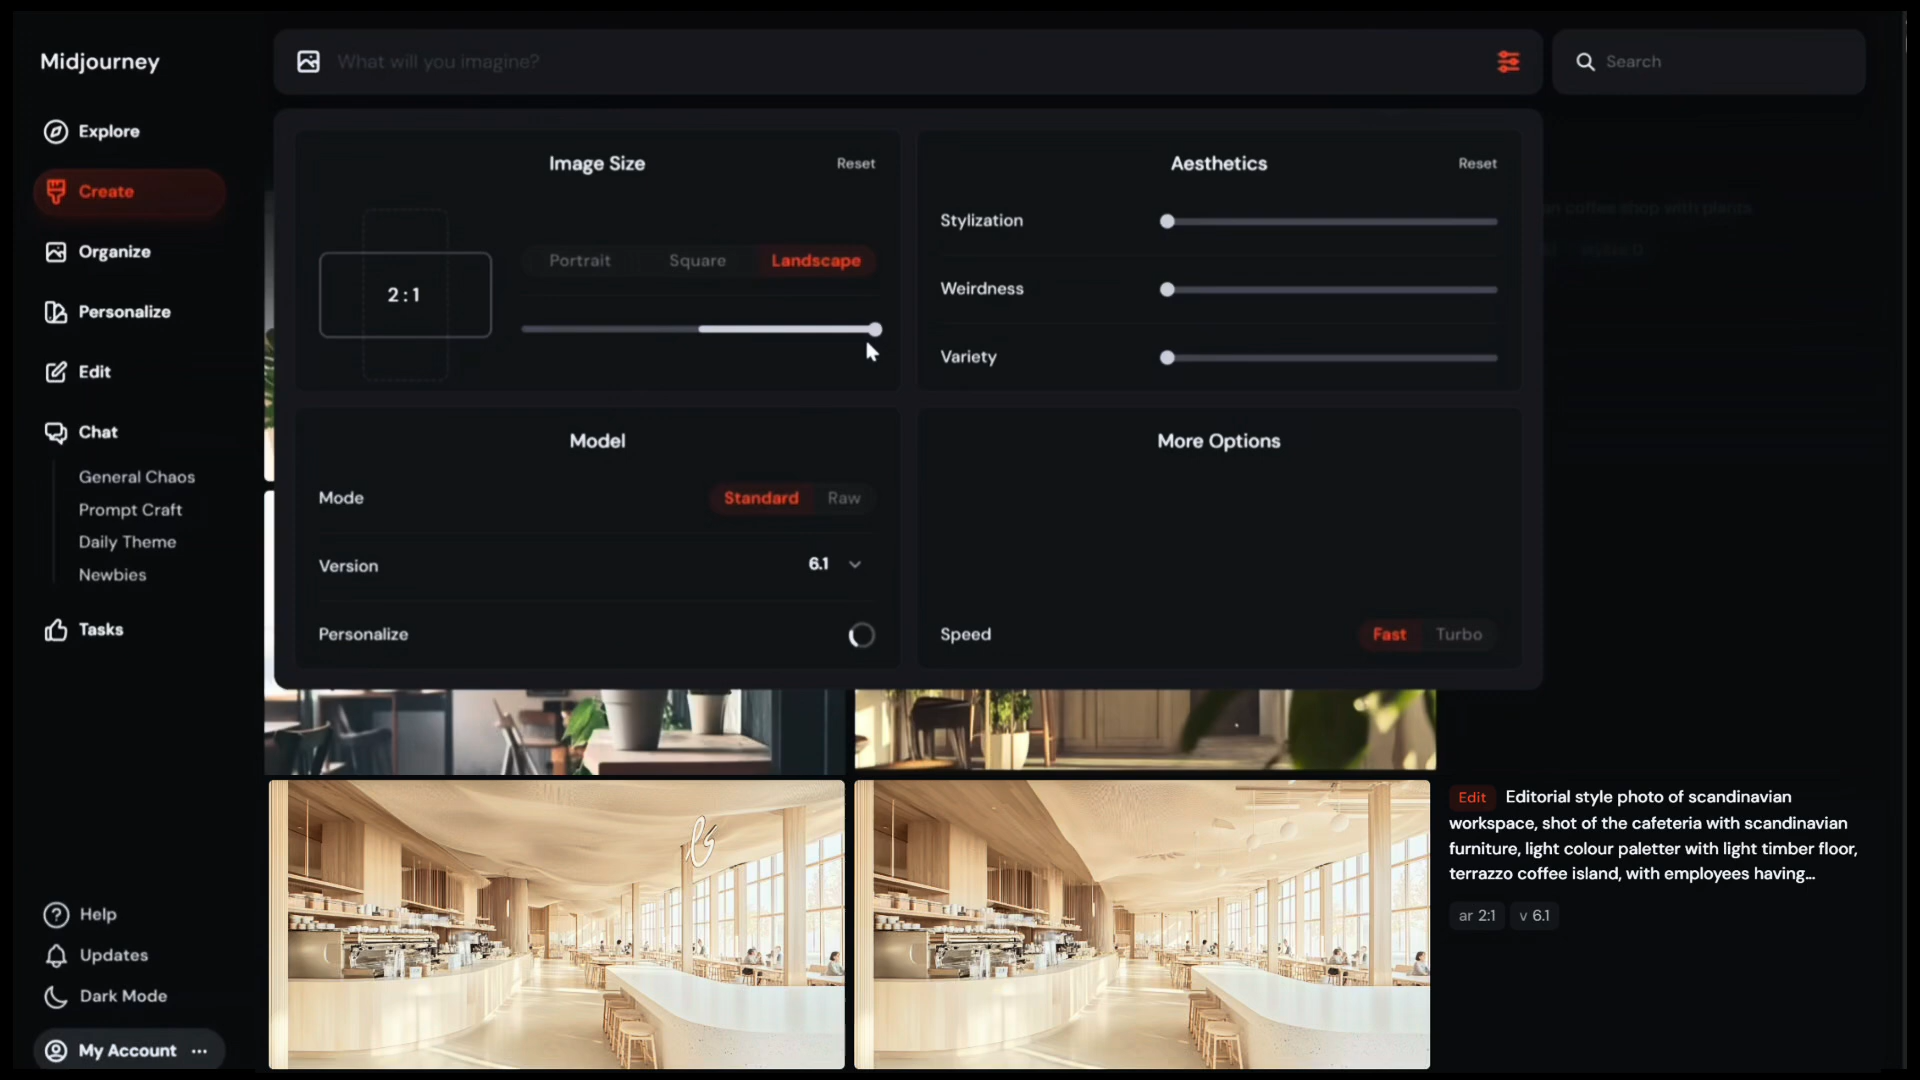 Midjourney
What will you imagine?
Search
Explore
Create
Organize
Personalize
Edit
Chat
General Chaos
Prompt Craft
Daily Theme
Newbies
Tasks
Help
Updates
Dark Mode
My Account ...
Image Size
Reset
2 : 1
Portrait
Square
Landscape
Aesthetics
Reset
Stylization
Weirdness
Variety
Model
Mode
Standard
Raw
Version
6.1
Personalize
More Options
Speed
Fast
Turbo
coffee shop with plants
Edit Editorial style photo of scandinavian
workspace, shot of the cafeteria with scandinavian
furniture, light colour paletter with light timber floor,
terrazzo coffee island, with employees having...
ar 2:1
v 6.1